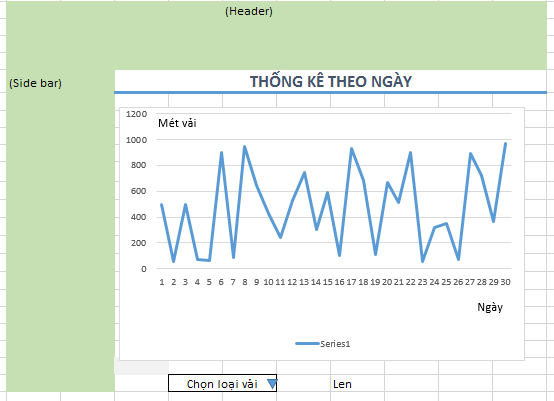 (Header)
(Side bar)
THỐNG KÊ THEO NGÀY
Mét vải
1200
1000
800
600
400
200
0
1 2 3 4 5 6 7 8 9 10 11 12 13 14 15 16 17 18 19 20 21 22 23 24 25 26 27 28 29 30
Ngày
Series1
Chọn loại vải
Len